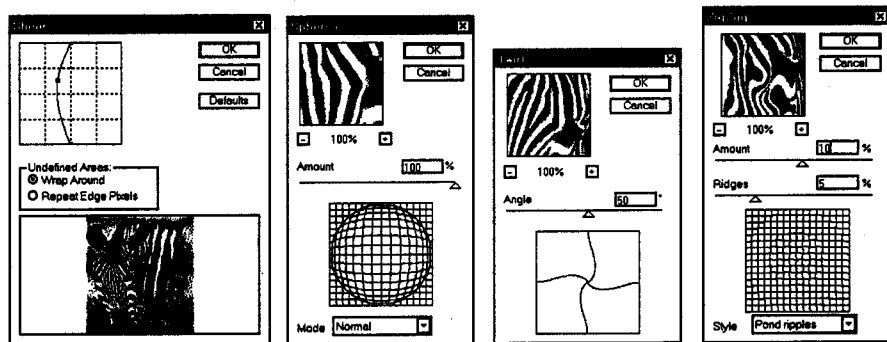 Shear
OK
Cancel
Defaults
Undefined Areas:
Wrap Around
Repeat Edge Pixels
OK
Cancel
100%
Amount 100 %
Mode Normal
OK
Cancel
100%
Angle 50 °
OK
Cancel
100%
Amount 10 %
Ridges 5 %
Style Pond ripples